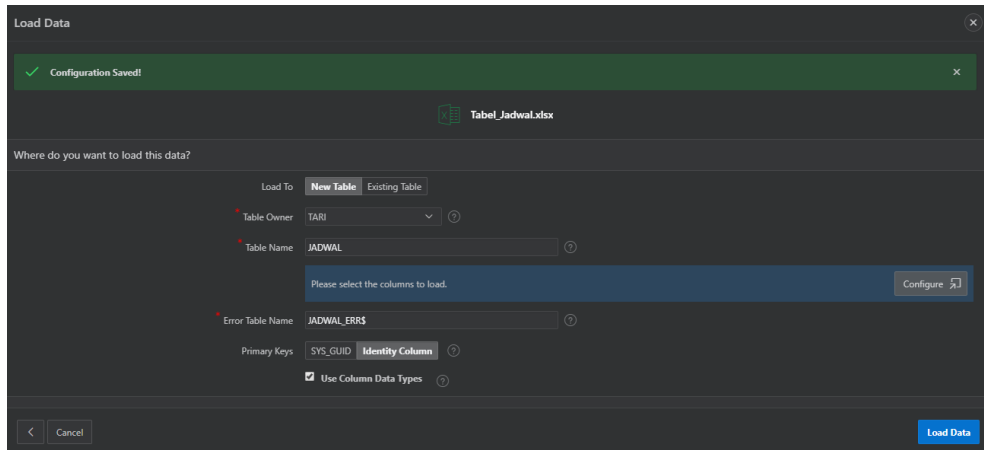 Load Data
Configuration Saved!
Tabel_Jadwal.xlsx
Where do you want to load this data?
Load To New Table Existing Table
* Table Owner TARI
* Table Name JADWAL
Please select the columns to load. Configure
* Error Table Name JADWAL_ERR$
Primary Keys SYS_GUID Identity Column
Use Column Data Types
Cancel Load Data